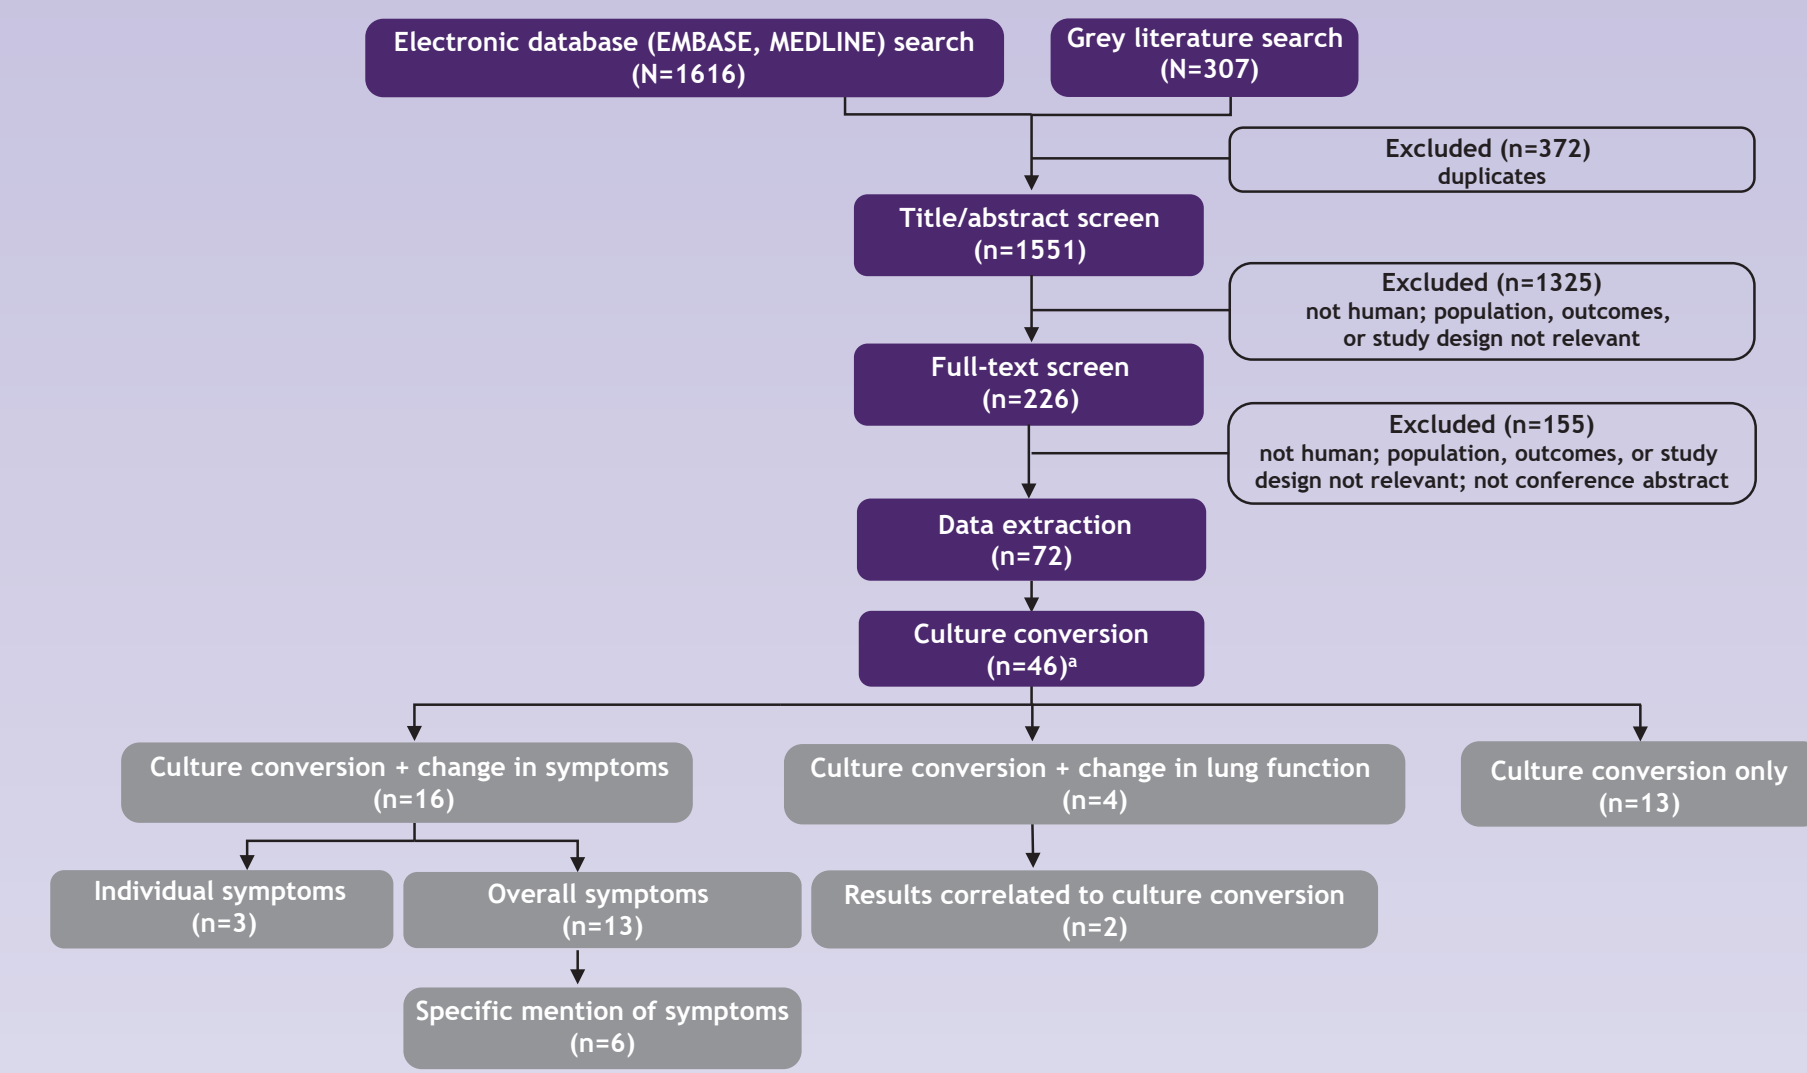 Electronic database (EMBASE, MEDLINE) search
(N=1616)
Grey literature search
(N=307)
Excluded (n=372)
duplicates
Title/abstract screen
(n=1551)
Excluded (n=1325)
not human; population, outcomes,
or study design not relevant
Full-text screen
(n=226)
Excluded (n=155)
not human; population, outcomes, or study
design not relevant; not conference abstract
Data extraction
(n=72)
Culture conversion
(n=46)ᵃ
Culture conversion + change in symptoms
(n=16)
Culture conversion + change in lung function
(n=4)
Culture conversion only
(n=13)
Individual symptoms
(n=3)
Overall symptoms
(n=13)
Results correlated to culture conversion
(n=2)
Specific mention of symptoms
(n=6)